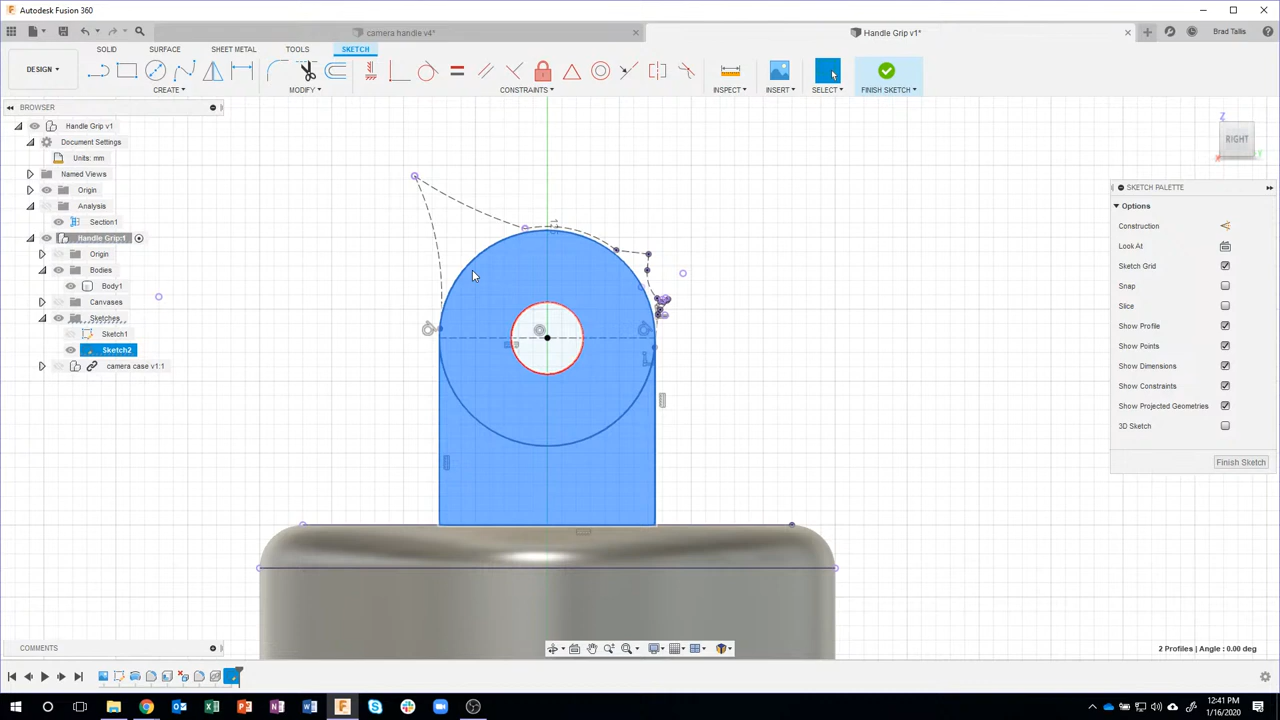 Autodesk Fusion 360
camera handle v4*
Handle Grip v1*
Brad Tallis
DESIGN
SOLID
SURFACE
SHEET METAL
TOOLS
SKETCH
CREATE
MODIFY
CONSTRAINTS
INSPECT
INSERT
SELECT
FINISH SKETCH
BROWSER
Handle Grip v1
Document Settings
Units: mm
Named Views
Origin
Analysis
Section1
Handle Grip:1
Origin
Bodies
Body1
Canvases
Sketches
Sketch1
Sketch2
camera case v1:1
Z
RIGHT
X
Y
SKETCH PALETTE
Options
Construction
Look At
Sketch Grid
Snap
Slice
Show Profile
Show Points
Show Dimensions
Show Constraints
Show Projected Geometries
3D Sketch
Finish Sketch
COMMENTS
2 Profiles | Angle : 0.00 deg
12:41 PM
1/16/2020